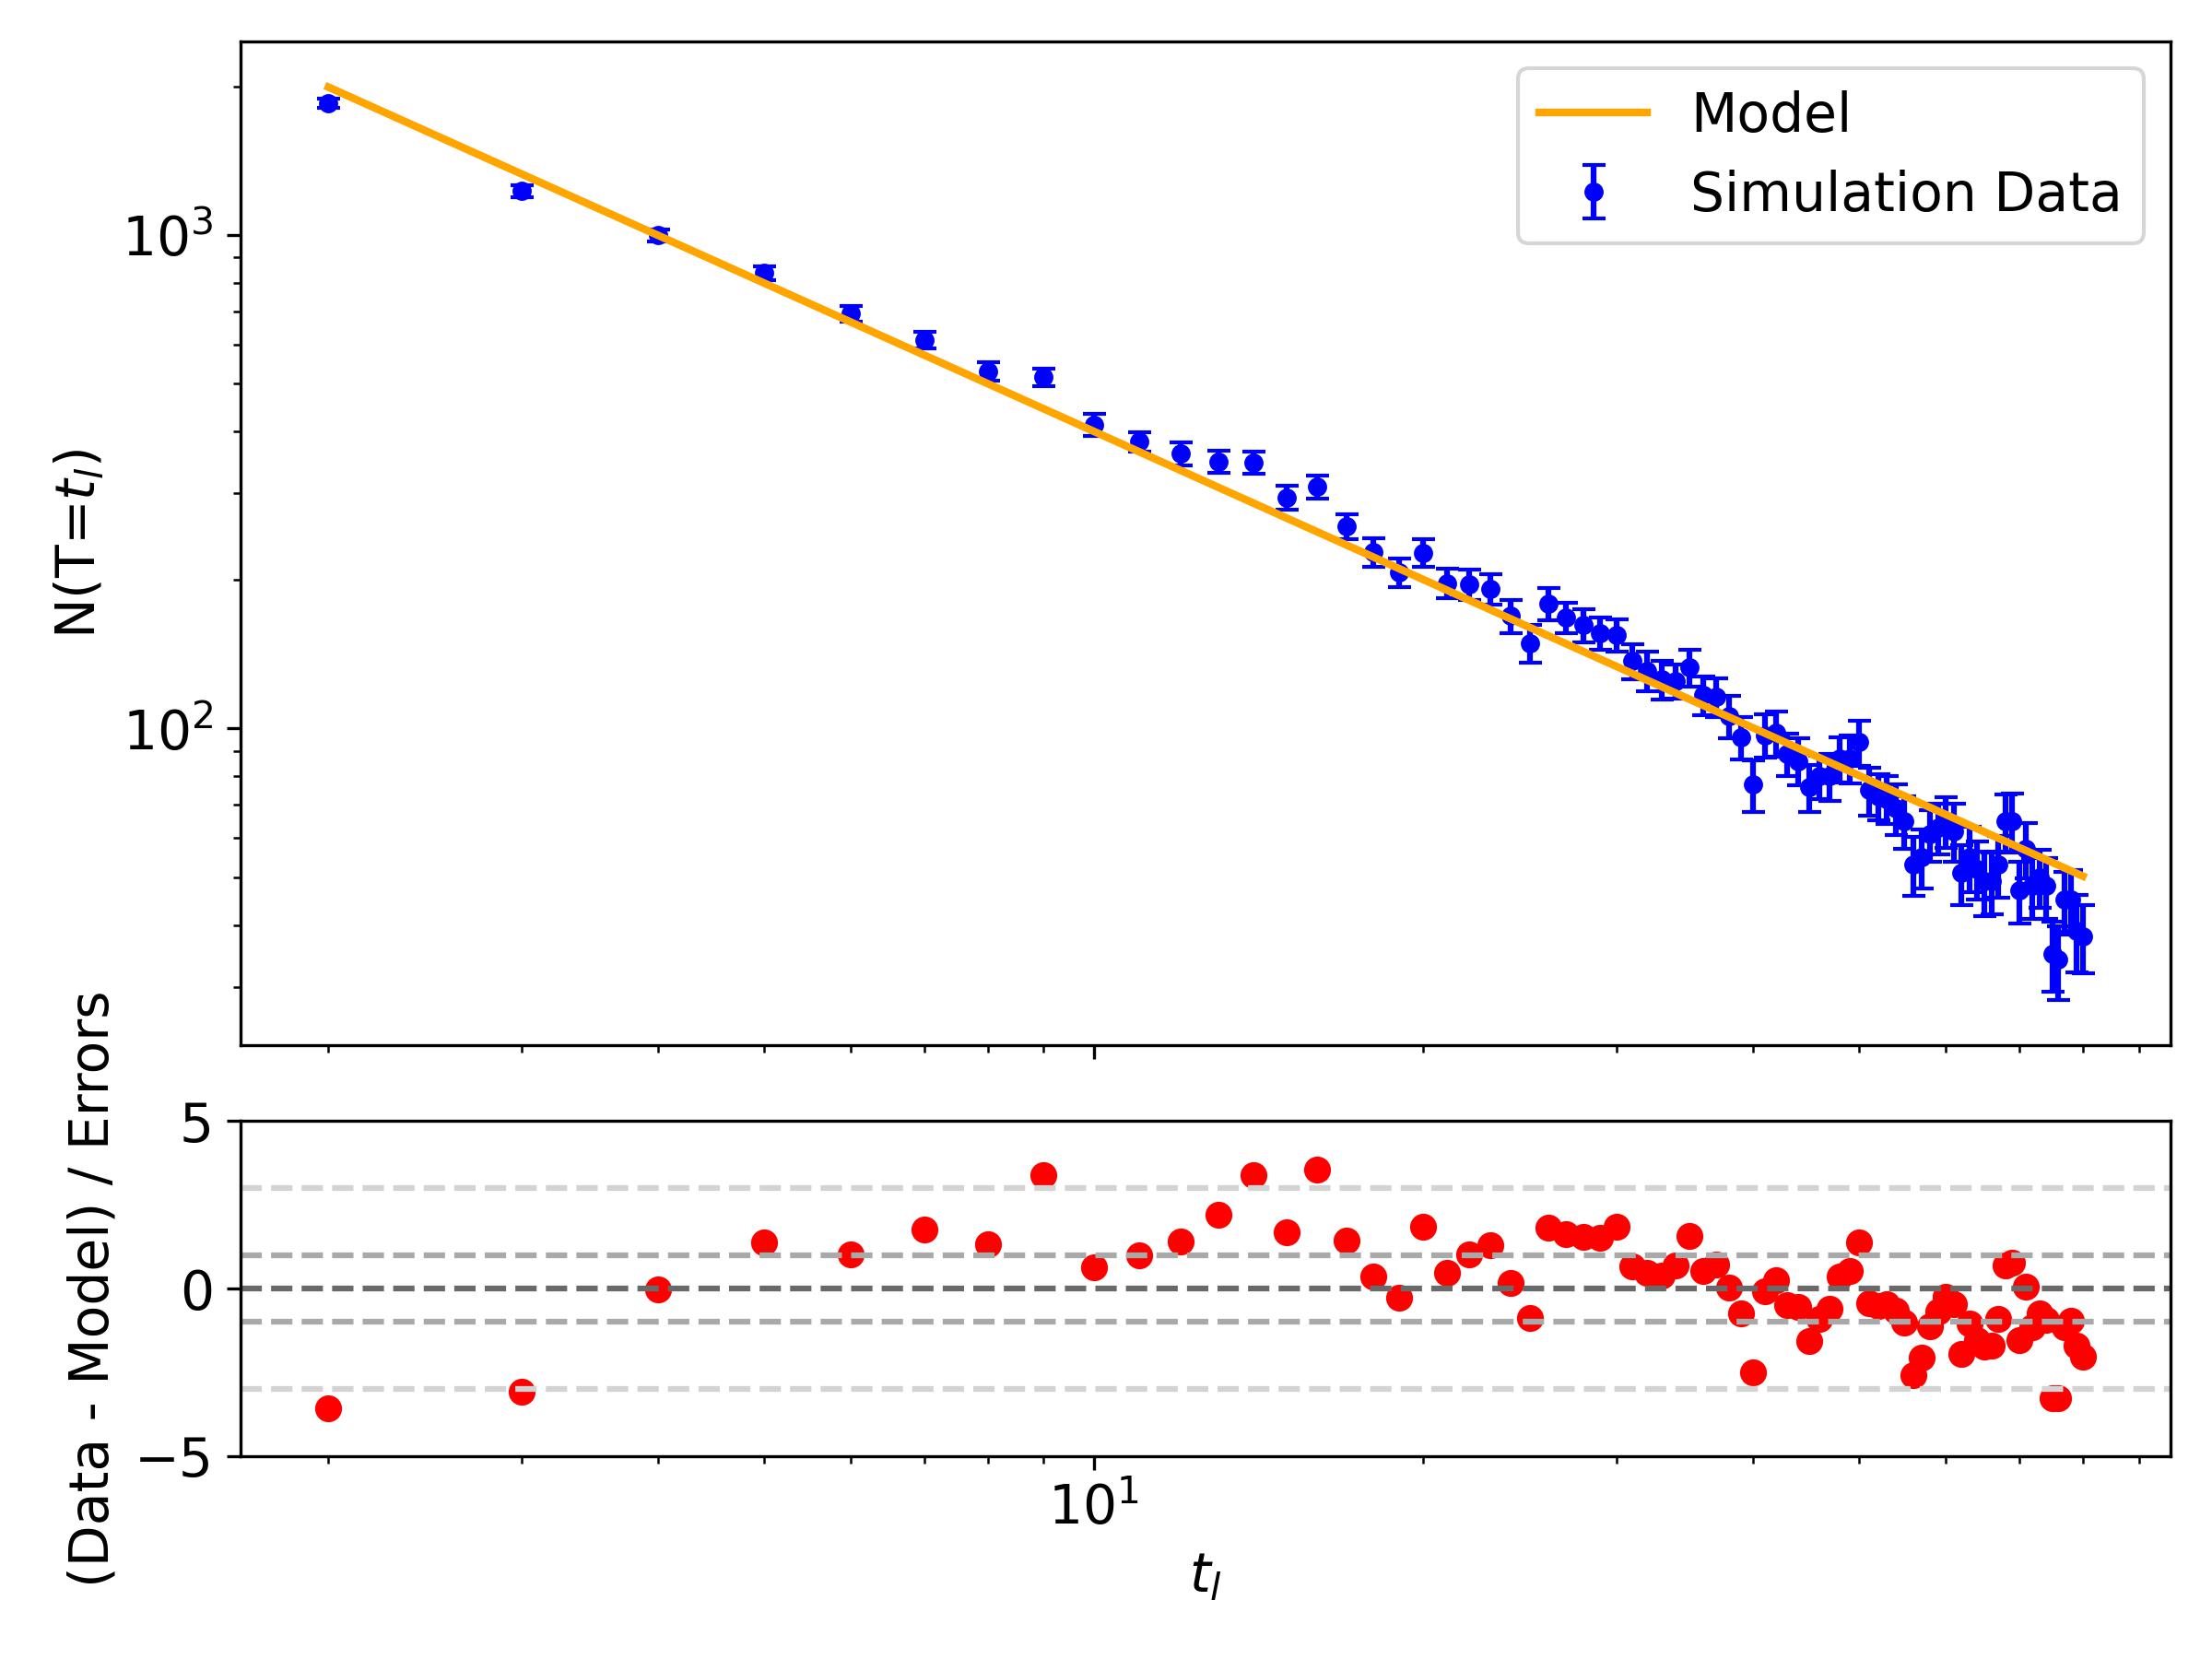 Model
Simulation Data
10³
10²
N(T=tₗ)
5
0
−5
(Data - Model) / Errors
10¹
tₗ